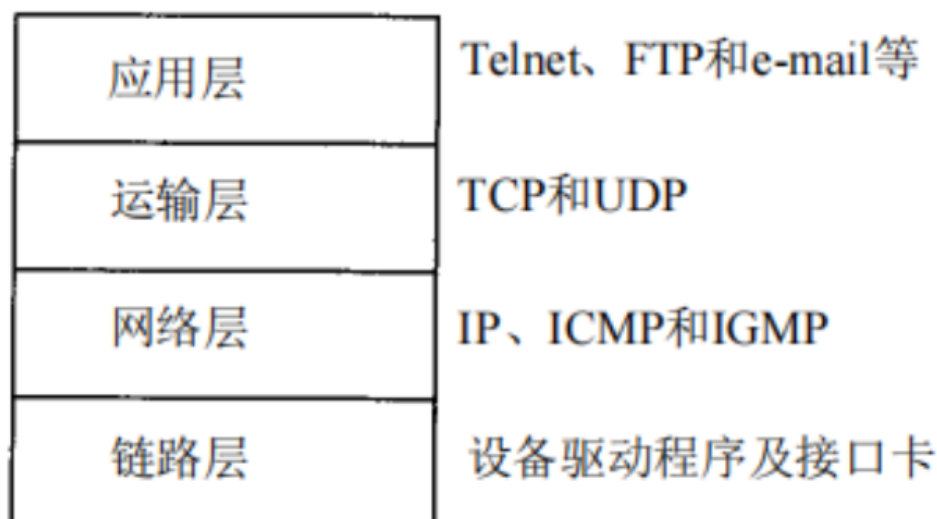 应用层 Telnet、FTP和e-mail等
运输层 TCP和UDP
网络层 IP、ICMP和IGMP
链路层 设备驱动程序及接口卡